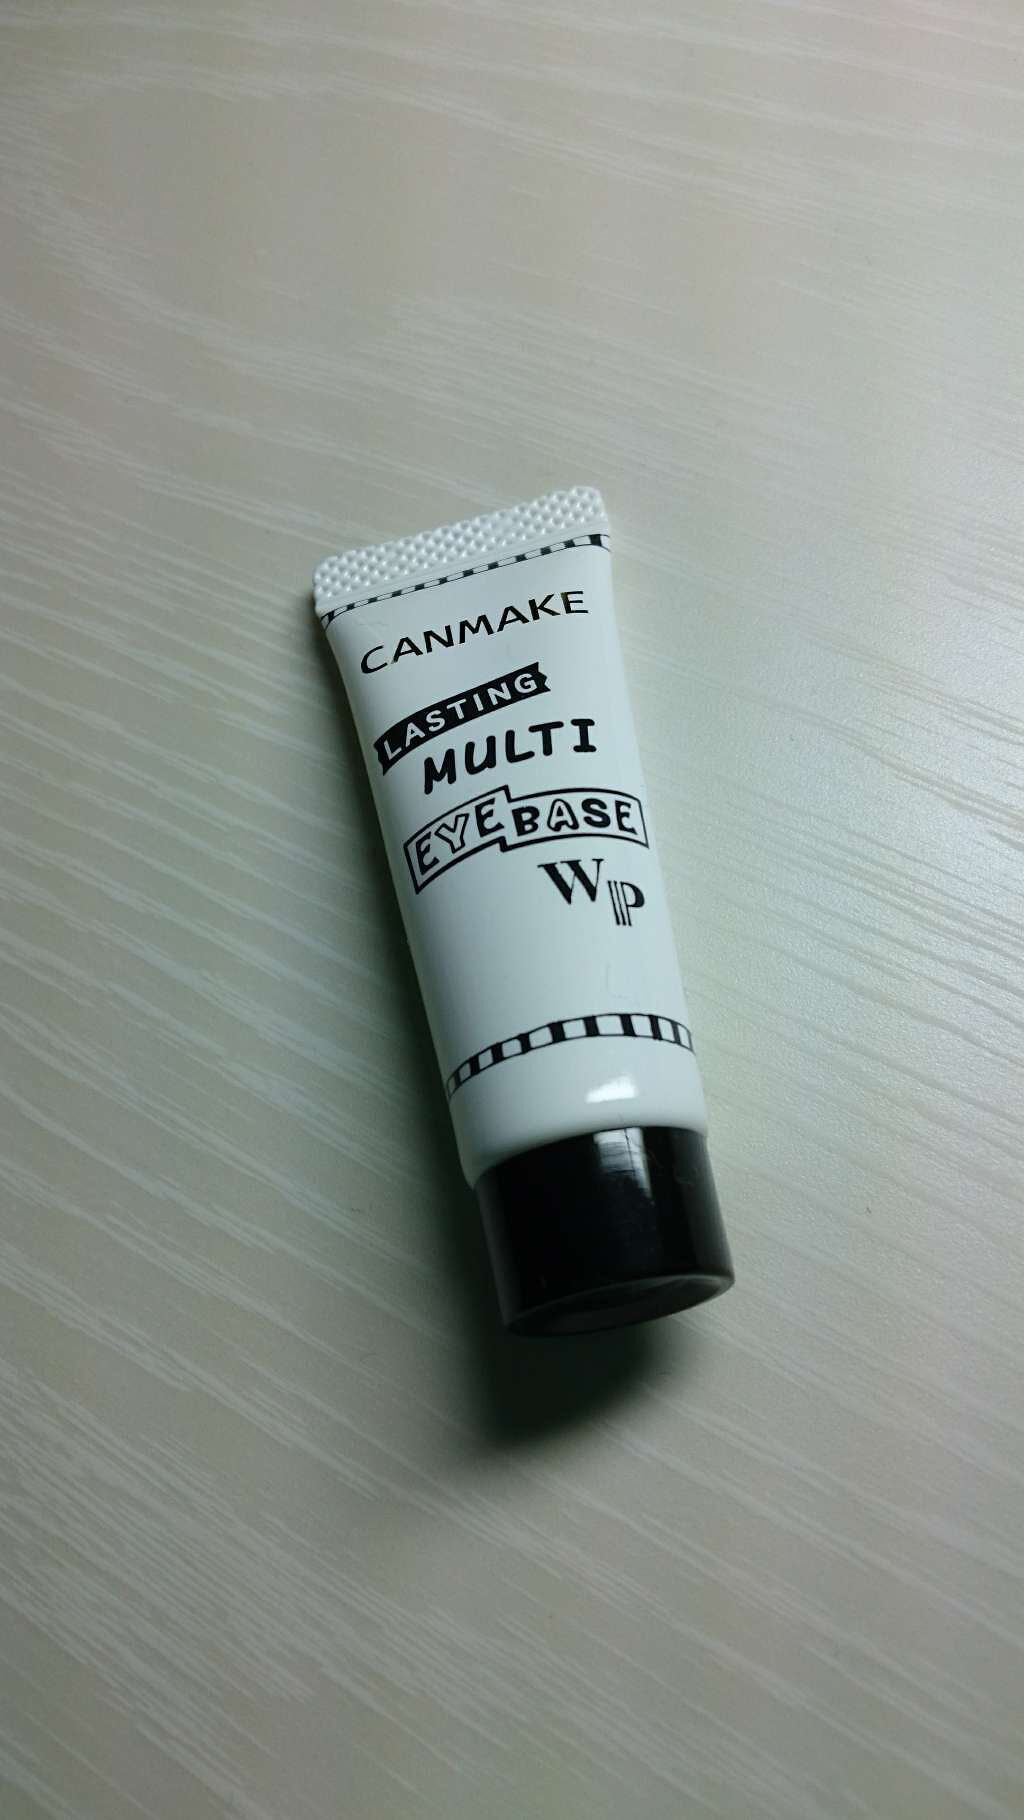 CANMAKE
LASTING
MULTI
EYE BASE
WP